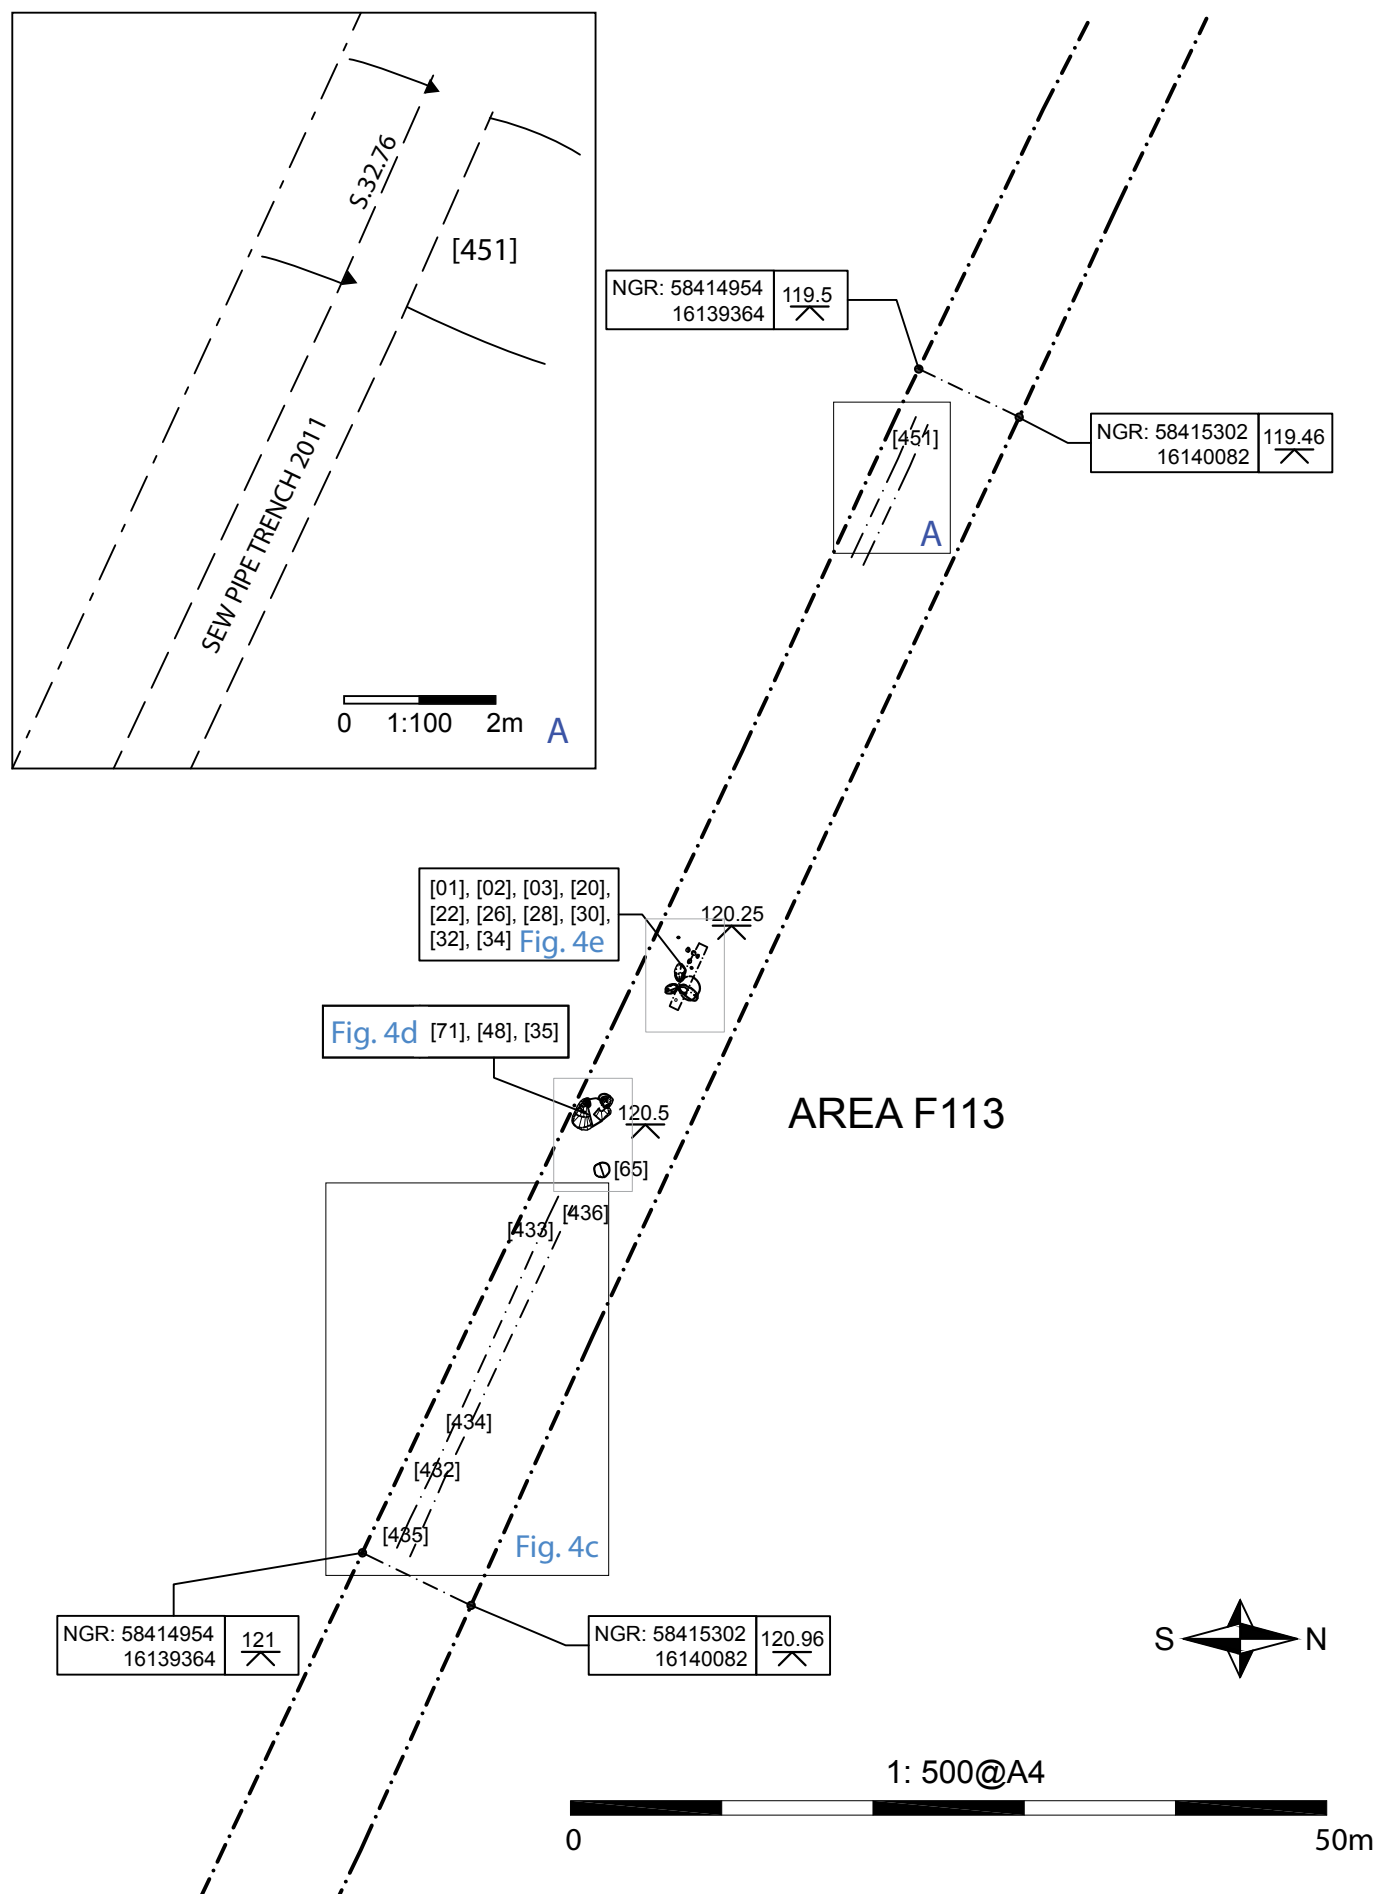 S.32.76
[451]
SEW PIPE TRENCH 2011
0 1:100 2m
A
NGR: 58414954
16139364
119.5
NGR: 58415302
16140082
119.46
[451]
A
[01], [02], [03], [20],
[22], [26], [28], [30],
[32], [34] Fig. 4e
120.25
Fig. 4d [71], [48], [35]
120.5
AREA F113
[65]
[436]
[433]
[434]
[432]
[435]
Fig. 4c
NGR: 58414954
16139364
121
NGR: 58415302
16140082
120.96
S N
1: 500@A4
0 50m